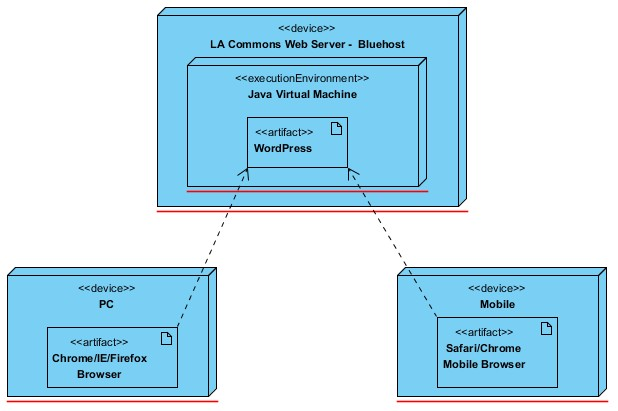 <<device>>
LA Commons Web Server - Bluehost
<<executionEnvironment>>
Java Virtual Machine
<<artifact>>
WordPress
<<device>>
PC
<<artifact>>
Chrome/IE/Firefox
Browser
<<device>>
Mobile
<<artifact>>
Safari/Chrome
Mobile Browser